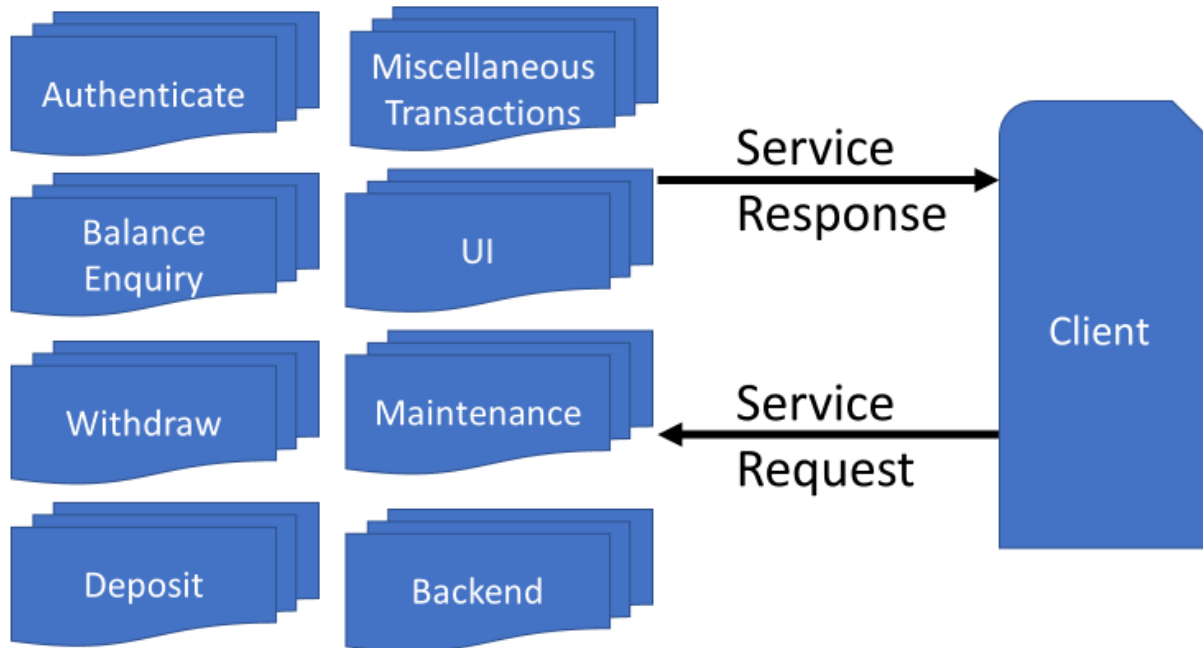 Authenticate
Miscellaneous
Transactions
Balance
Enquiry
UI
Withdraw
Maintenance
Deposit
Backend
Service
Response
Service
Request
Client